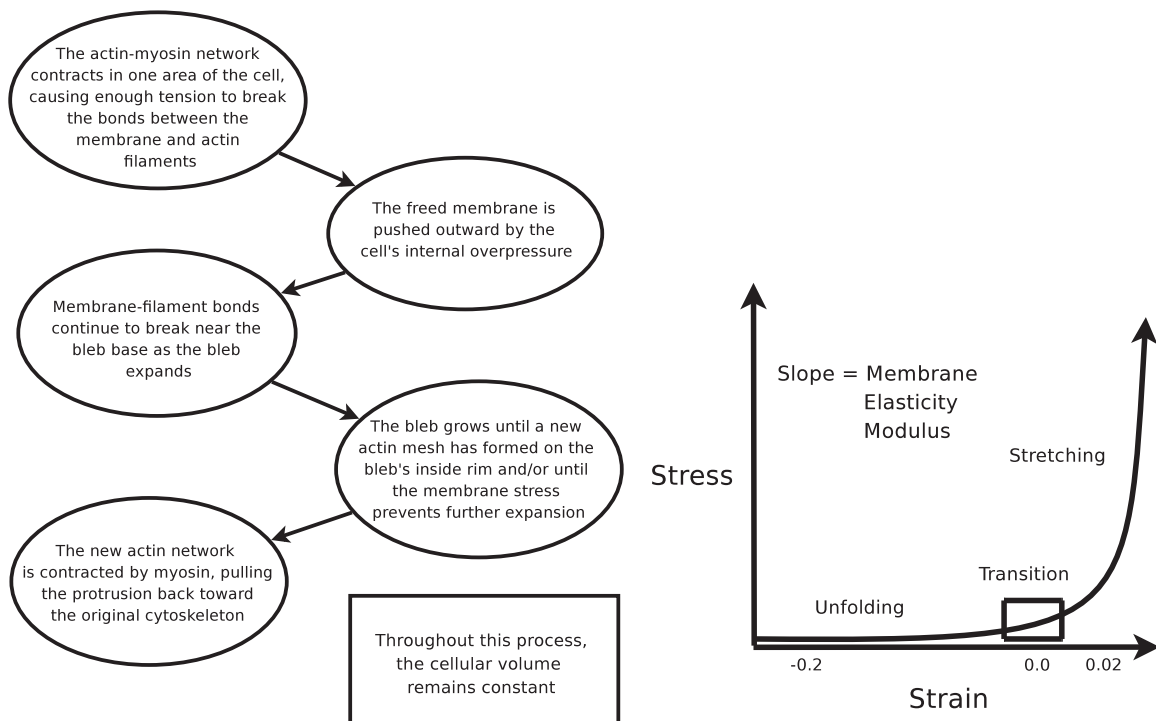 The actin-myosin network
contracts in one area of the cell,
causing enough tension to break
the bonds between the
membrane and actin
filaments
The freed membrane is
pushed outward by the
cell's internal overpressure
Membrane-filament bonds
continue to break near the
bleb base as the bleb
expands
The bleb grows until a new
actin mesh has formed on the
bleb's inside rim and/or until
the membrane stress
prevents further expansion
The new actin network
is contracted by myosin, pulling
the protrusion back toward
the original cytoskeleton
Throughout this process,
the cellular volume
remains constant
Slope = Membrane
Elasticity
Modulus
Stretching
Stress
Transition
Unfolding
-0.2
0.0
0.02
Strain